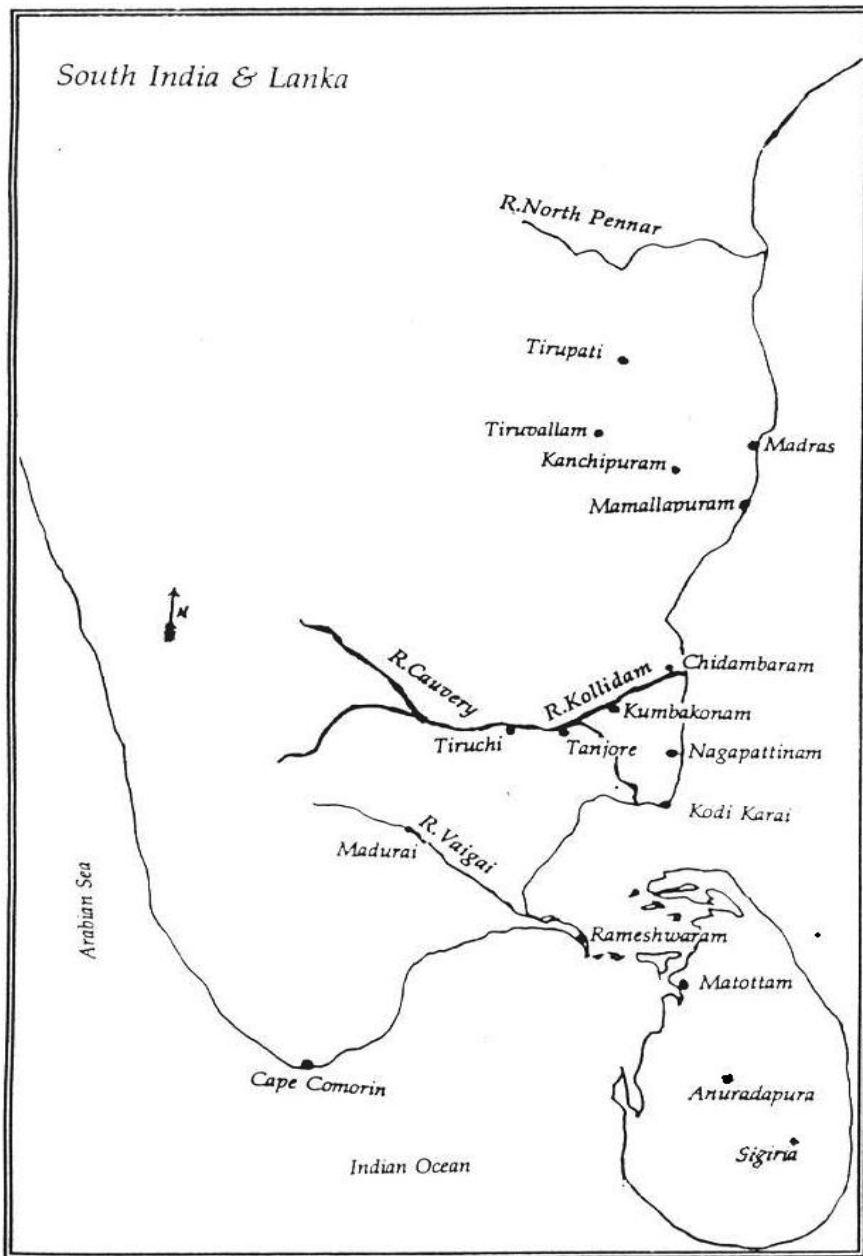 South India & Lanka
R.North Pennar
Tirupati
Tiruvallam
Madras
Kanchipuram
Mamallapuram
N
R.Cauvery
R.Kollidam
Chidambaram
Kumbakonam
Tiruchi
Tanjore
Nagapattinam
Kodi Karai
R.Vaigai
Madurai
Arabian Sea
Rameshwaram
Matottam
Cape Comorin
Anuradapura
Sigiria
Indian Ocean